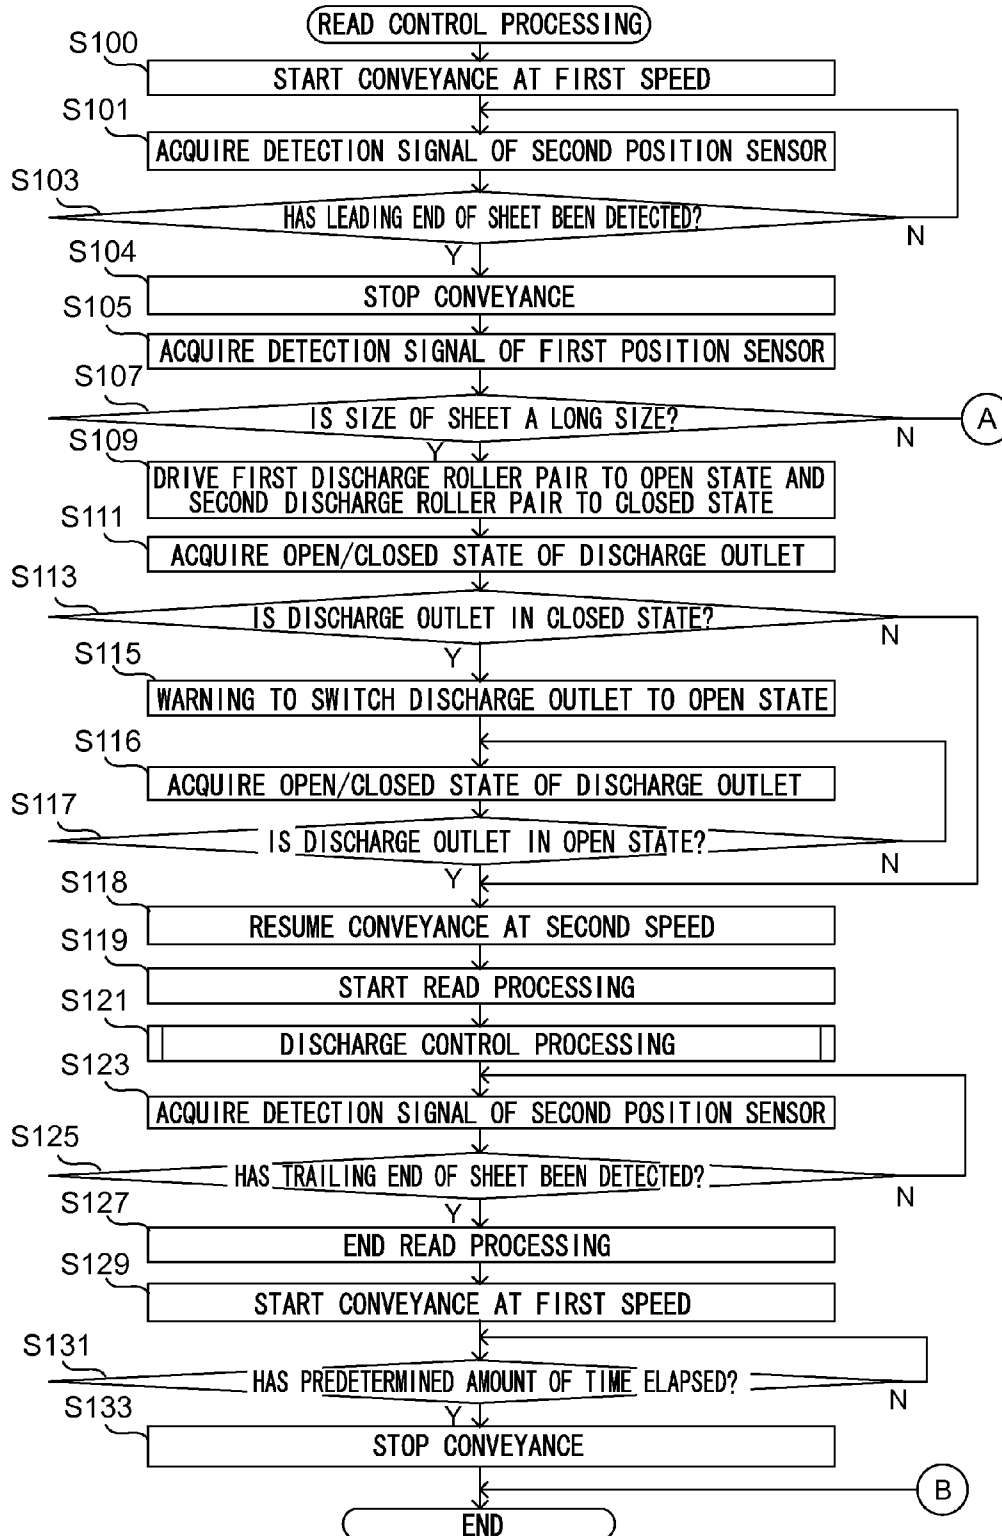 READ CONTROL PROCESSING
S100
START CONVEYANCE AT FIRST SPEED
S101
ACQUIRE DETECTION SIGNAL OF SECOND POSITION SENSOR
S103
HAS LEADING END OF SHEET BEEN DETECTED?
N
Y
S104
STOP CONVEYANCE
S105
ACQUIRE DETECTION SIGNAL OF FIRST POSITION SENSOR
S107
IS SIZE OF SHEET A LONG SIZE?
N
A
Y
S109
DRIVE FIRST DISCHARGE ROLLER PAIR TO OPEN STATE AND
SECOND DISCHARGE ROLLER PAIR TO CLOSED STATE
S111
ACQUIRE OPEN/CLOSED STATE OF DISCHARGE OUTLET
S113
IS DISCHARGE OUTLET IN CLOSED STATE?
N
Y
S115
WARNING TO SWITCH DISCHARGE OUTLET TO OPEN STATE
S116
ACQUIRE OPEN/CLOSED STATE OF DISCHARGE OUTLET
S117
IS DISCHARGE OUTLET IN OPEN STATE?
N
Y
S118
RESUME CONVEYANCE AT SECOND SPEED
S119
START READ PROCESSING
S121
DISCHARGE CONTROL PROCESSING
S123
ACQUIRE DETECTION SIGNAL OF SECOND POSITION SENSOR
S125
HAS TRAILING END OF SHEET BEEN DETECTED?
N
Y
S127
END READ PROCESSING
S129
START CONVEYANCE AT FIRST SPEED
S131
HAS PREDETERMINED AMOUNT OF TIME ELAPSED?
N
Y
S133
STOP CONVEYANCE
B
END